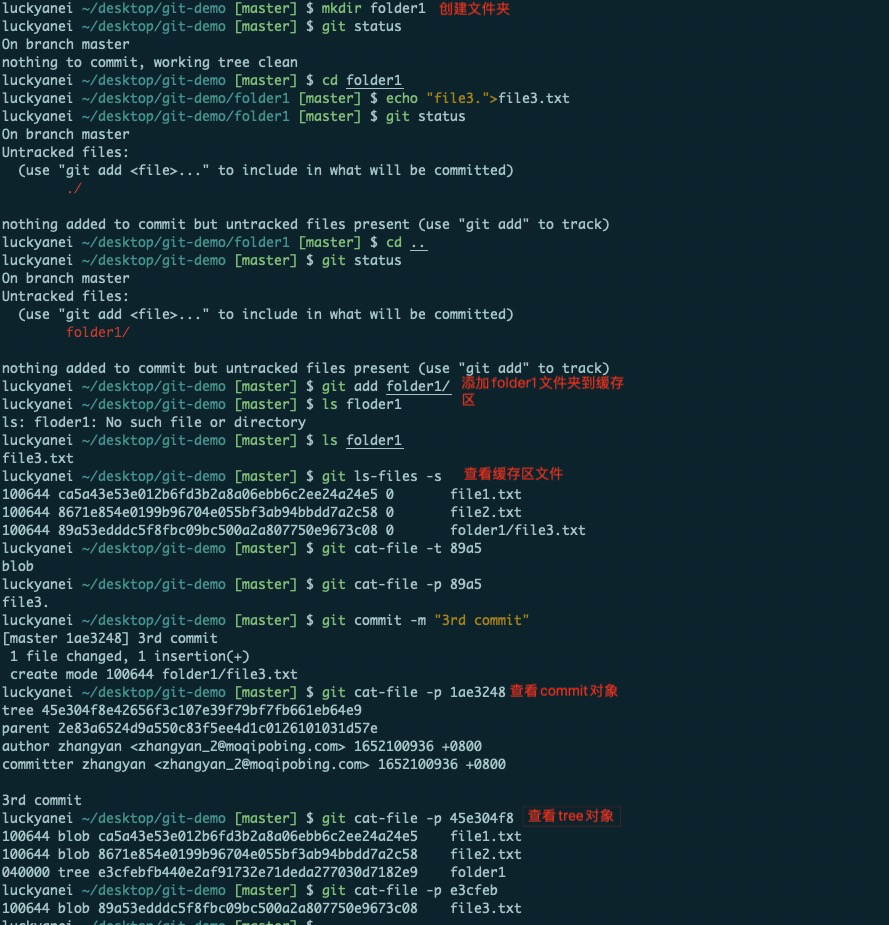 luckyanei ~/desktop/git-demo [master] $ mkdir folder1 创建文件夹
luckyanei ~/desktop/git-demo [master] $ git status
On branch master
nothing to commit, working tree clean
luckyanei ~/desktop/git-demo [master] $ cd folder1
luckyanei ~/desktop/git-demo/folder1 [master] $ echo "file3.">file3.txt
luckyanei ~/desktop/git-demo/folder1 [master] $ git status
On branch master
Untracked files:
  (use "git add <file>..." to include in what will be committed)
        ./
nothing added to commit but untracked files present (use "git add" to track)
luckyanei ~/desktop/git-demo/folder1 [master] $ cd ..
luckyanei ~/desktop/git-demo [master] $ git status
On branch master
Untracked files:
  (use "git add <file>..." to include in what will be committed)
        folder1/
nothing added to commit but untracked files present (use "git add" to track)
luckyanei ~/desktop/git-demo [master] $ git add folder1/ 添加folder1文件夹到缓存
区
luckyanei ~/desktop/git-demo [master] $ ls floder1
ls: floder1: No such file or directory
luckyanei ~/desktop/git-demo [master] $ ls folder1
file3.txt
luckyanei ~/desktop/git-demo [master] $ git ls-files -s 查看缓存区文件
100644 ca5a43e53e012b6fd3b2a8a06ebb6c2ee24a24e5 0       file1.txt
100644 8671e854e0199b96704e055bf3ab94bbdd7a2c58 0       file2.txt
100644 89a53edddc5f8fbc09bc500a2a807750e9673c08 0       folder1/file3.txt
luckyanei ~/desktop/git-demo [master] $ git cat-file -t 89a5
blob
luckyanei ~/desktop/git-demo [master] $ git cat-file -p 89a5
file3.
luckyanei ~/desktop/git-demo [master] $ git commit -m "3rd commit"
[master 1ae3248] 3rd commit
 1 file changed, 1 insertion(+)
 create mode 100644 folder1/file3.txt
luckyanei ~/desktop/git-demo [master] $ git cat-file -p 1ae3248 查看commit对象
tree 45e304f8e42656f3c107e39f79bf7fb661eb64e9
parent 2e83a6524d9a550c83f5ee4d1c0126101031d57e
author zhangyan <zhangyan_2@moqipobing.com> 1652100936 +0800
committer zhangyan <zhangyan_2@moqipobing.com> 1652100936 +0800
3rd commit
luckyanei ~/desktop/git-demo [master] $ git cat-file -p 45e304f8 查看tree对象
100644 blob ca5a43e53e012b6fd3b2a8a06ebb6c2ee24a24e5    file1.txt
100644 blob 8671e854e0199b96704e055bf3ab94bbdd7a2c58    file2.txt
040000 tree e3cfebfb440e2af91732e71deda277030d7182e9    folder1
luckyanei ~/desktop/git-demo [master] $ git cat-file -p e3cfeb
100644 blob 89a53edddc5f8fbc09bc500a2a807750e9673c08    file3.txt